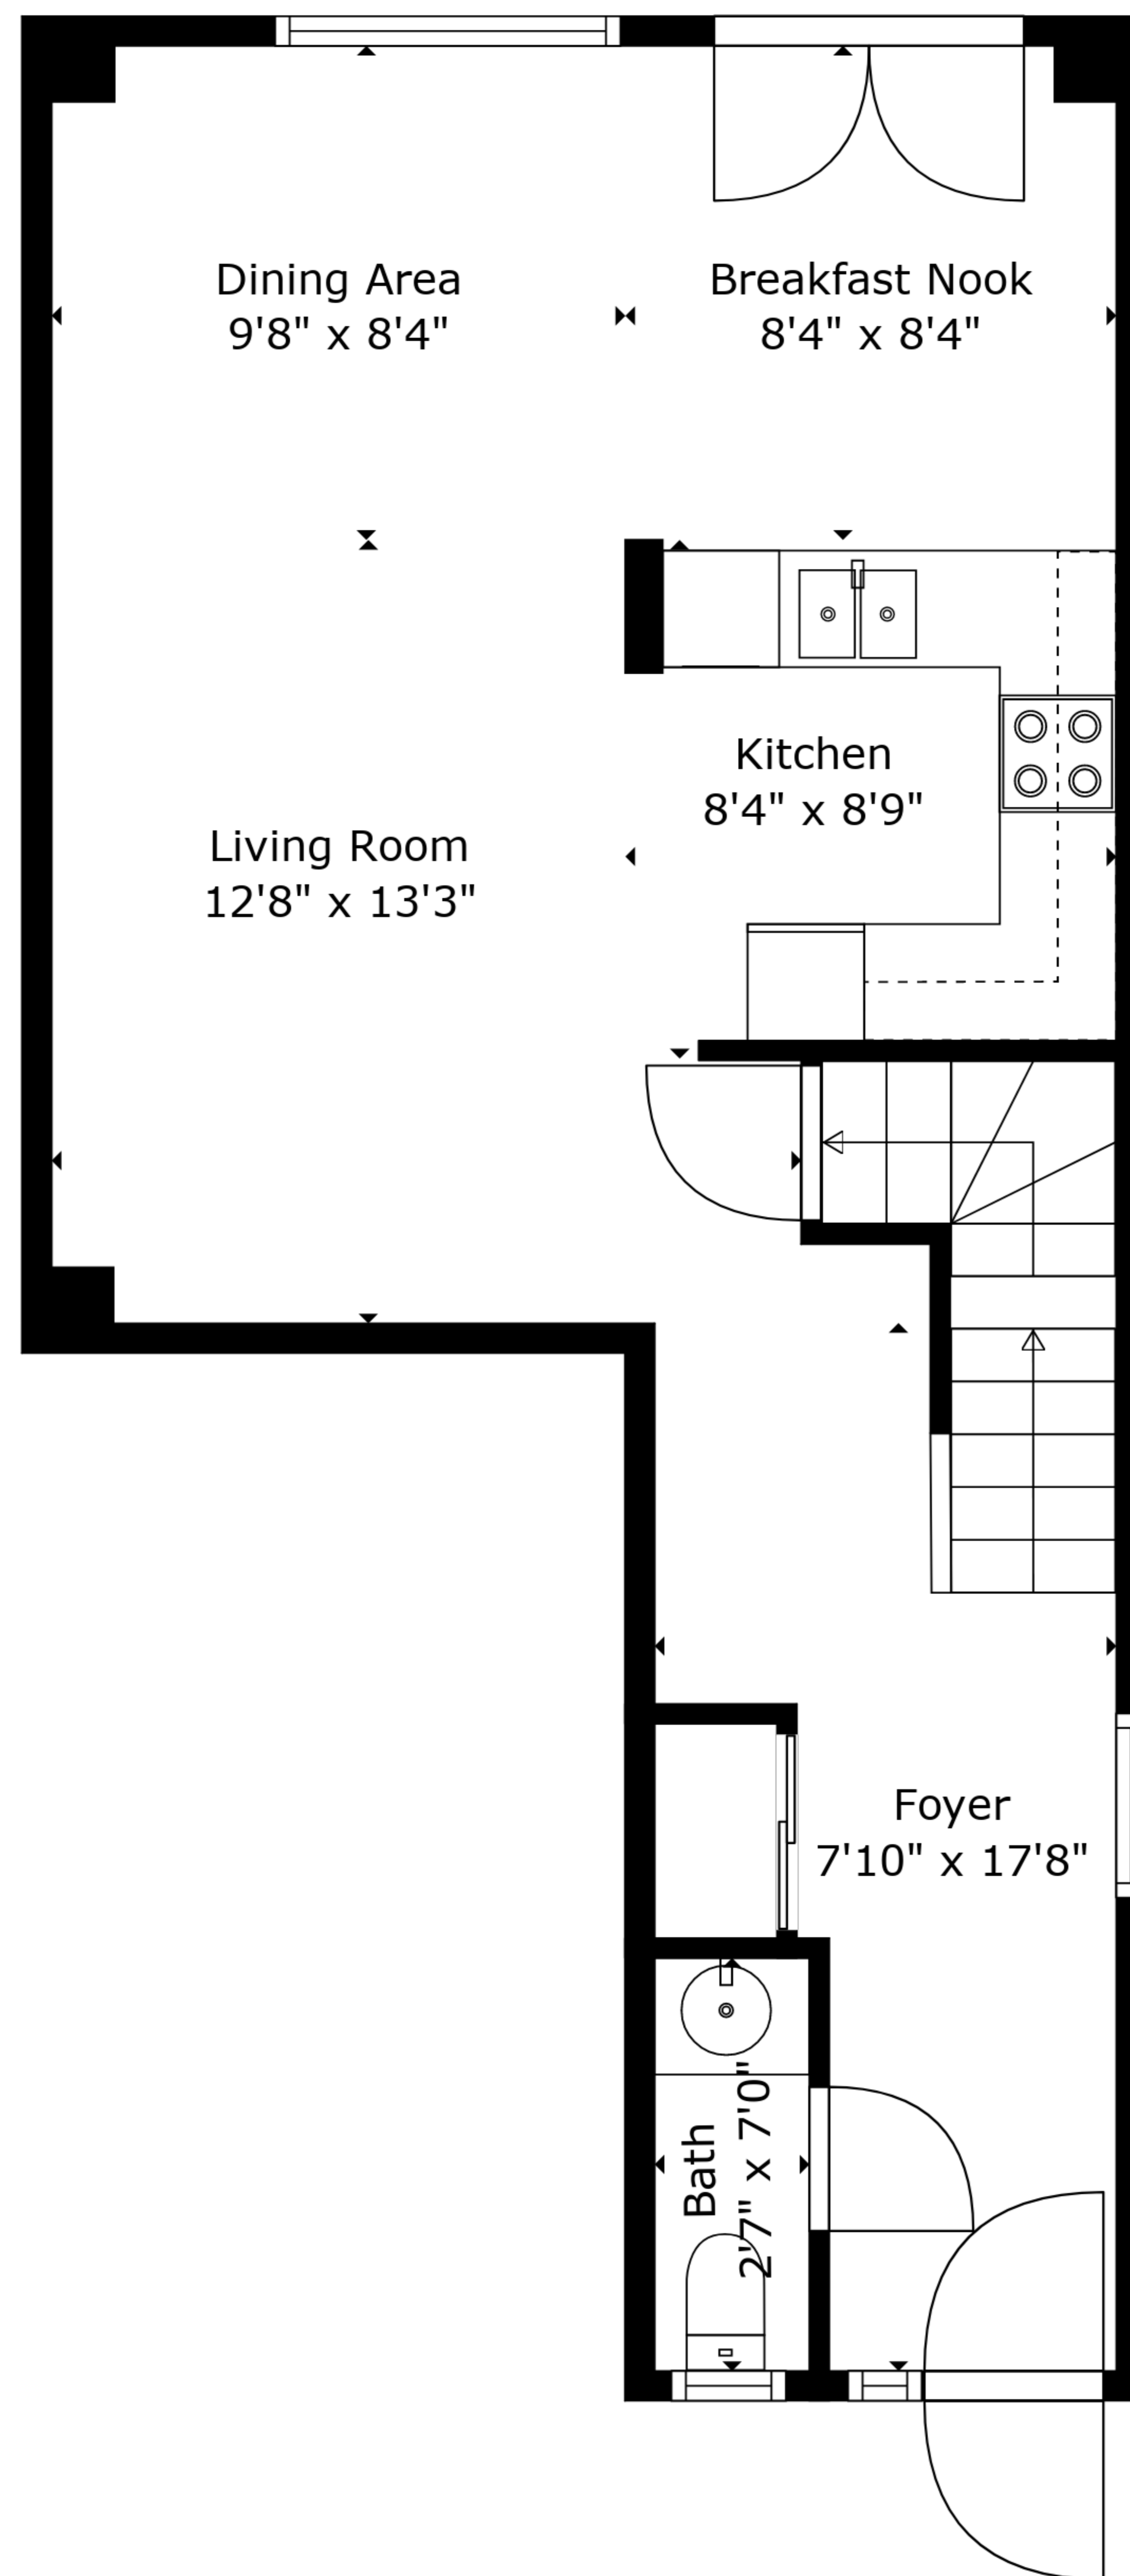 Dining Area
9'8" x 8'4"
Breakfast Nook
8'4" x 8'4"
Kitchen
8'4" x 8'9"
Living Room
12'8" x 13'3"
Foyer
7'10" x 17'8"
Bath
2'7" x 7'0"